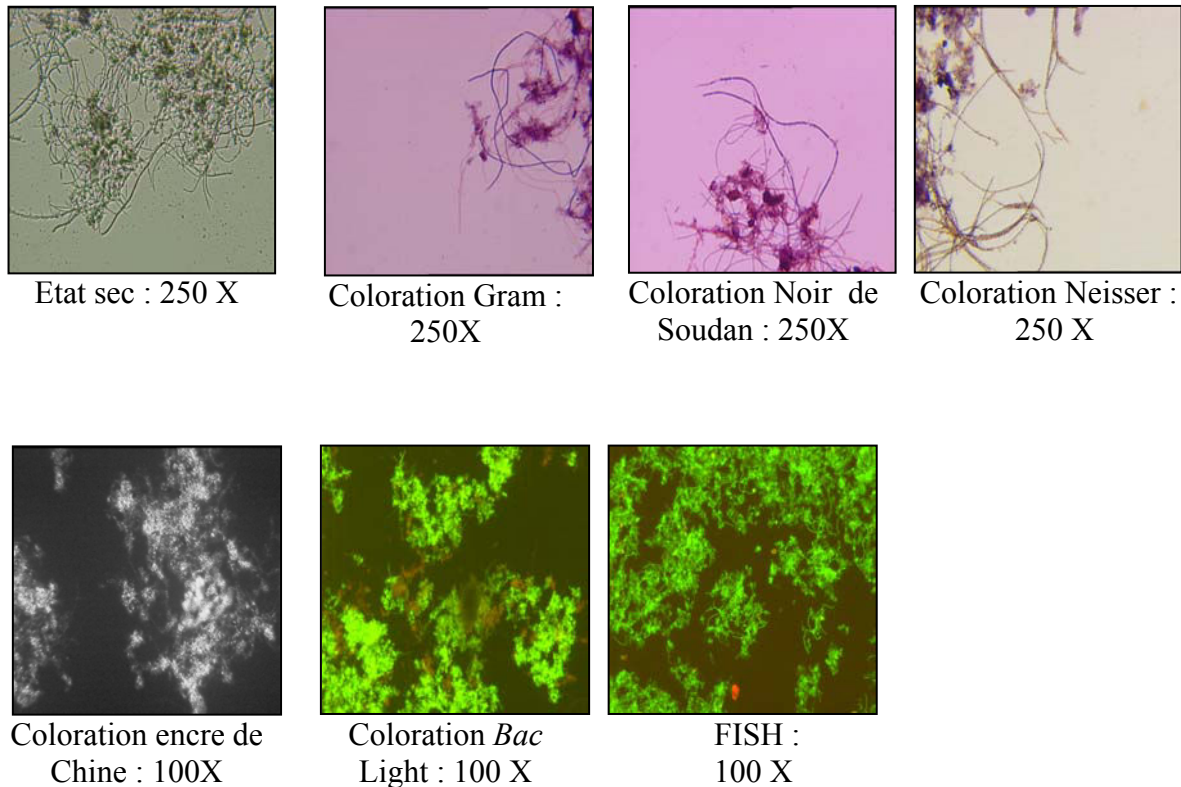 Etat sec : 250 X
Coloration Gram :
250X
Coloration Noir de
Soudan : 250X
Coloration Neisser :
250 X
Coloration encre de
Chine : 100X
Coloration Bac
Light : 100 X
FISH :
100 X